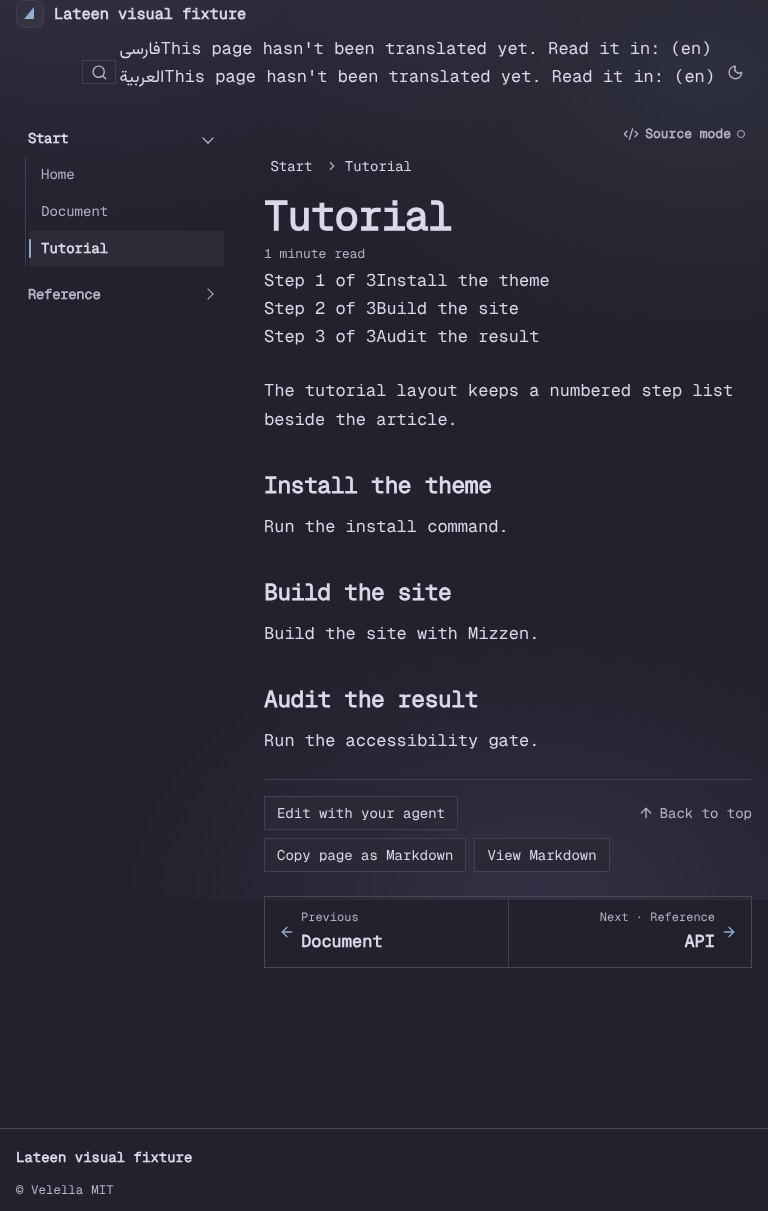 Lateen visual fixture
فارسیThis page hasn't been translated yet. Read it in: (en)
العربيةThis page hasn't been translated yet. Read it in: (en)
Start
Home
Document
Tutorial
Reference
Source mode
Start
Tutorial
Tutorial
1 minute read
Step 1 of 3Install the theme
Step 2 of 3Build the site
Step 3 of 3Audit the result
The tutorial layout keeps a numbered step list
beside the article.
Install the theme
Run the install command.
Build the site
Build the site with Mizzen.
Audit the result
Run the accessibility gate.
Edit with your agent
Back to top
Copy page as Markdown
View Markdown
Previous
Document
Next · Reference
API
Lateen visual fixture
© Velella MIT